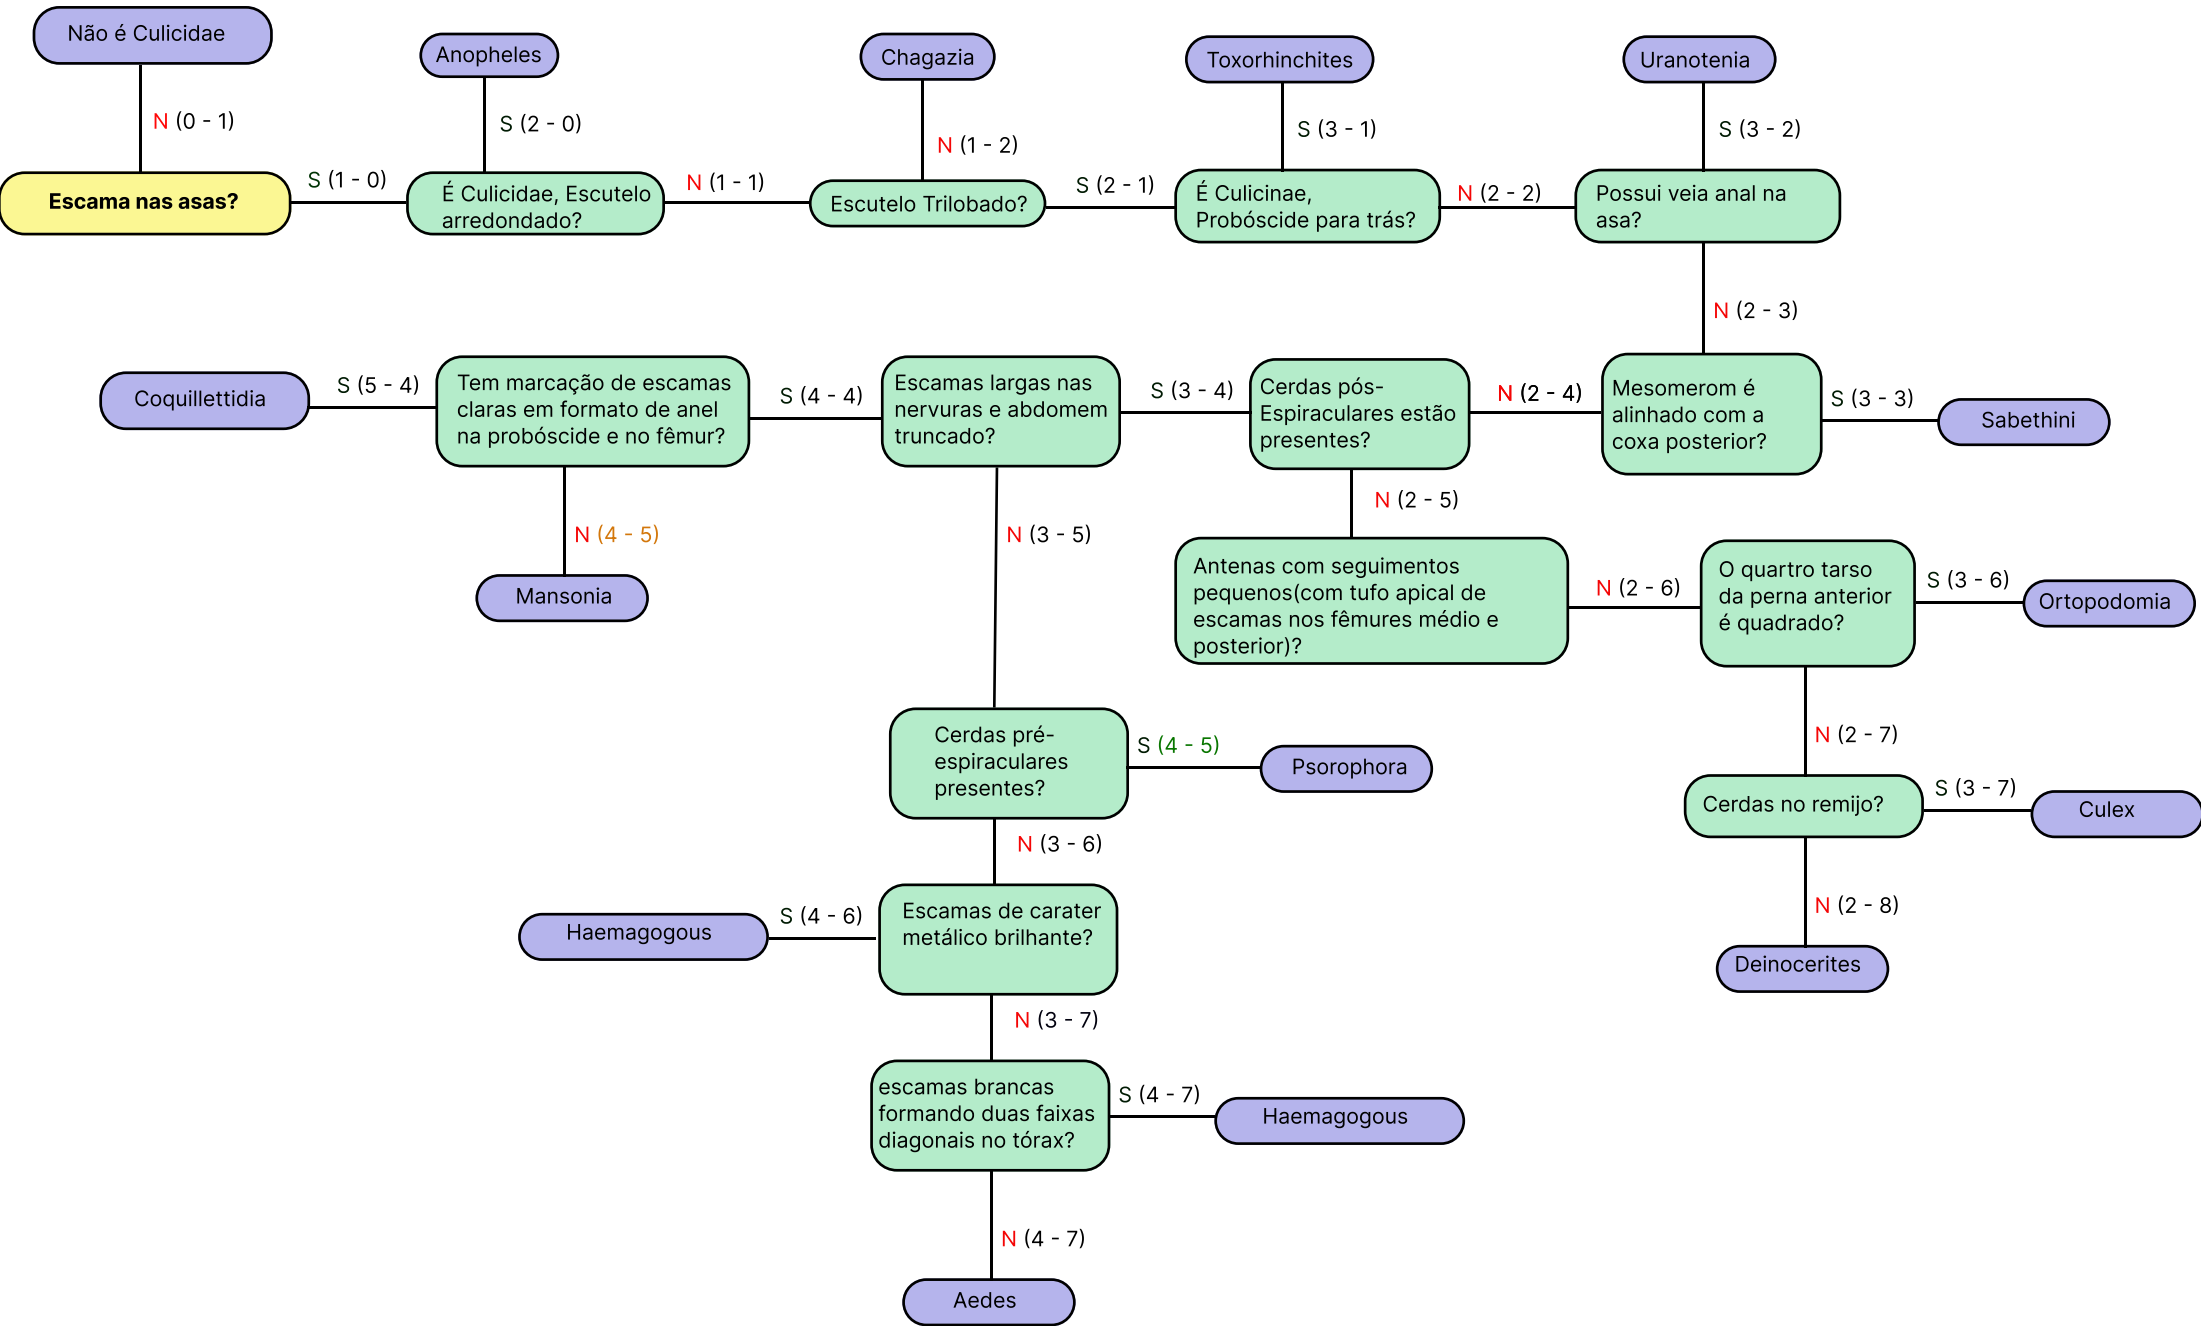 Não é Culicidae
Anopheles
Chagazia
Toxorhinchites
Uranotenia
N (0 - 1)
S (2 - 0)
N (1 - 2)
S (3 - 1)
S (3 - 2)
Escama nas asas?
S (1 - 0)
É Culicidae, Escutelo
arredondado?
N (1 - 1)
Escutelo Trilobado?
S (2 - 1)
É Culicinae,
Probóscide para trás?
N (2 - 2)
Possui veia anal na
asa?
N (2 - 3)
Coquillettidia
S (5 - 4)
Tem marcação de escamas
claras em formato de anel
na probóscide e no fêmur?
S (4 - 4)
Escamas largas nas
nervuras e abdomem
truncado?
S (3 - 4)
Cerdas pós-
Espiraculares estão
presentes?
N (2 - 4)
Mesomerom é
alinhado com a
coxa posterior?
S (3 - 3)
Sabethini
N (4 - 5)
Mansonia
N (3 - 5)
N (2 - 5)
Antenas com seguimentos
pequenos(com tufo apical de
escamas nos fêmures médio e
posterior)?
N (2 - 6)
O quartro tarso
da perna anterior
é quadrado?
S (3 - 6)
Ortopodomia
Cerdas pré-
espiraculares
presentes?
S (4 - 5)
Psorophora
N (2 - 7)
Cerdas no remijo?
S (3 - 7)
Culex
N (3 - 6)
N (2 - 8)
Deinocerites
Haemagogous
S (4 - 6)
Escamas de carater
metálico brilhante?
N (3 - 7)
escamas brancas
formando duas faixas
diagonais no tórax?
S (4 - 7)
Haemagogous
N (4 - 7)
Aedes